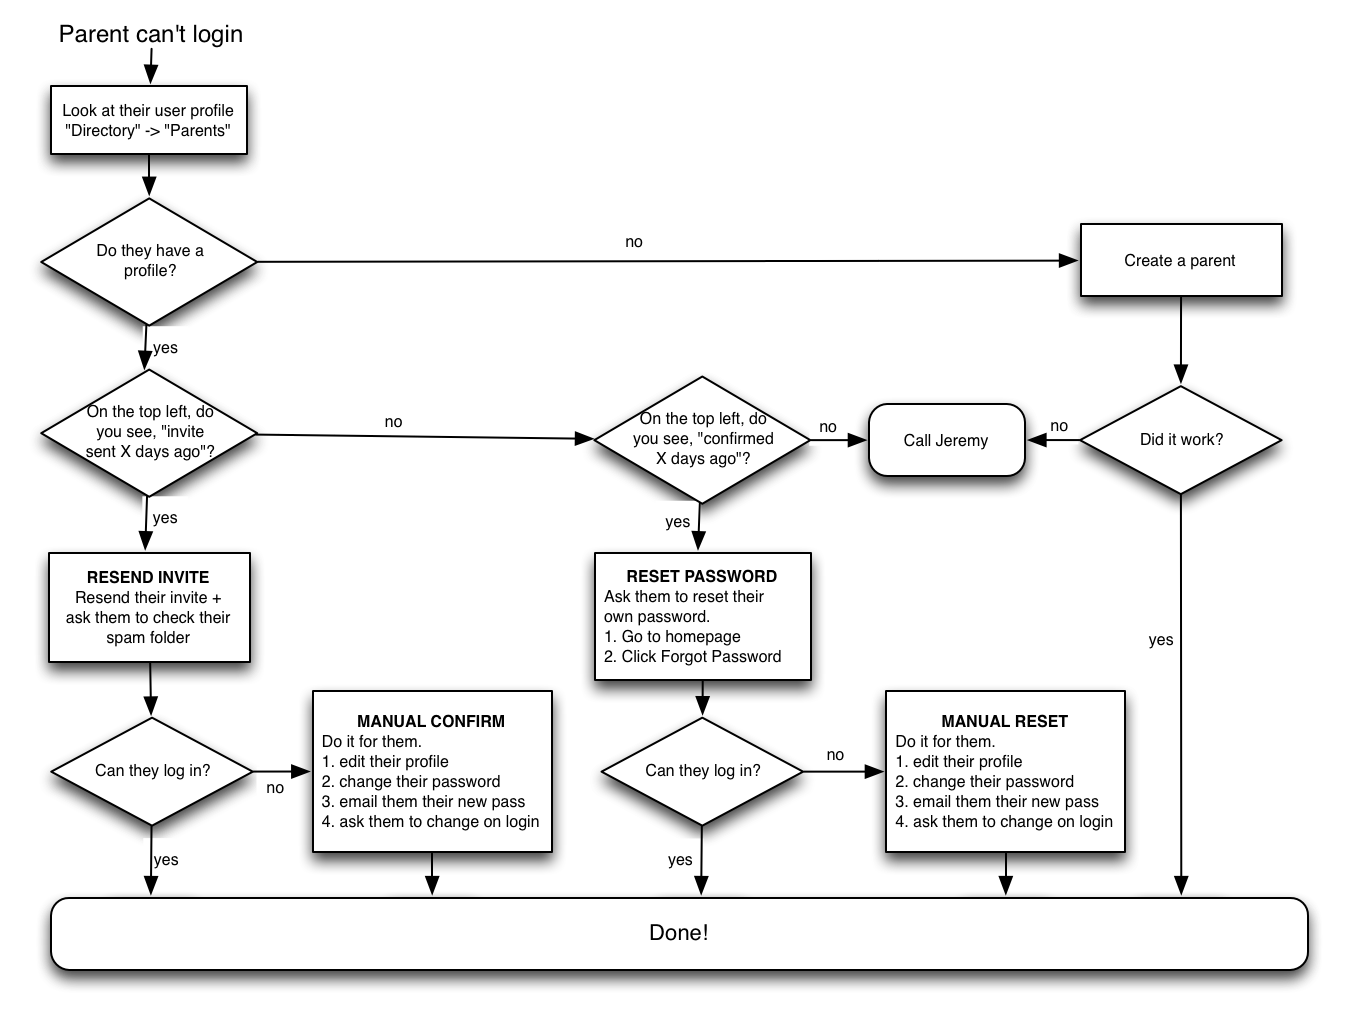 Parent can't login
Look at their user profile
"Directory" -> "Parents"
Do they have a
profile?
no
Create a parent
yes
On the top left, do
you see, "invite
sent X days ago"?
no
On the top left, do
you see, "confirmed
X days ago"?
no
Call Jeremy
no
Did it work?
yes
yes
RESEND INVITE
Resend their invite +
ask them to check their
spam folder
RESET PASSWORD
Ask them to reset their
own password.
1. Go to homepage
2. Click Forgot Password
yes
Can they log in?
no
MANUAL CONFIRM
Do it for them.
1. edit their profile
2. change their password
3. email them their new pass
4. ask them to change on login
Can they log in?
no
MANUAL RESET
Do it for them.
1. edit their profile
2. change their password
3. email them their new pass
4. ask them to change on login
yes
yes
Done!